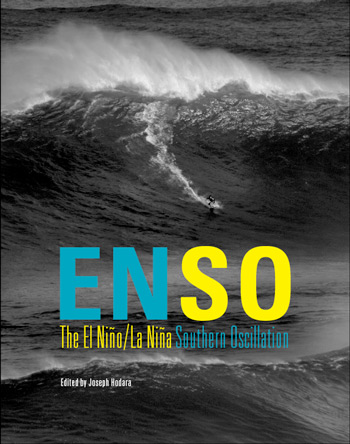 ENSO
The El Niño/La Niña Southern Oscillation
Edited by Joseph Hodara